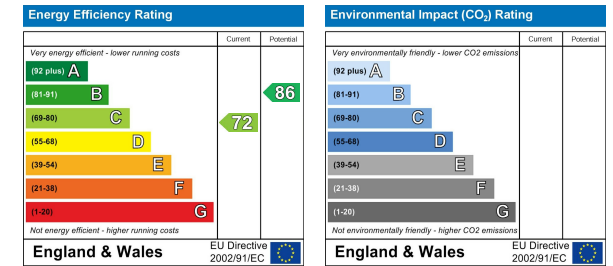 Energy Efficiency Rating
Current Potential
Very energy efficient - lower running costs
(92 plus) A
(81-91) B
86
(69-80) C
72
(55-68) D
(39-54) E
(21-38) F
(1-20) G
Not energy efficient - higher running costs
England & Wales
EU Directive
2002/91/EC
Environmental Impact (CO₂) Rating
Current Potential
Very environmentally friendly - lower CO2 emissions
(92 plus) A
(81-91) B
(69-80) C
(55-68) D
(39-54) E
(21-38) F
(1-20) G
Not environmentally friendly - higher CO2 emissions
England & Wales
EU Directive
2002/91/EC